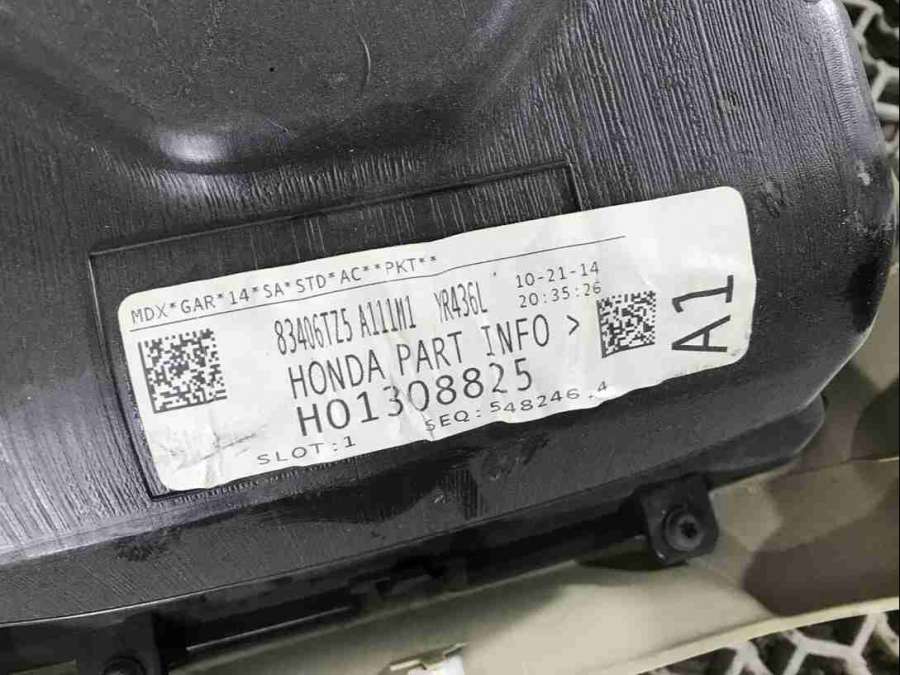 MDX*GAR*14*SA*STD*AC**PKT**
83406TZ5 A111M1 YR436L
10-21-14
20:35:26
HONDA PART INFO >
H01308825
SLOT:1 SEQ:548246.4
A1